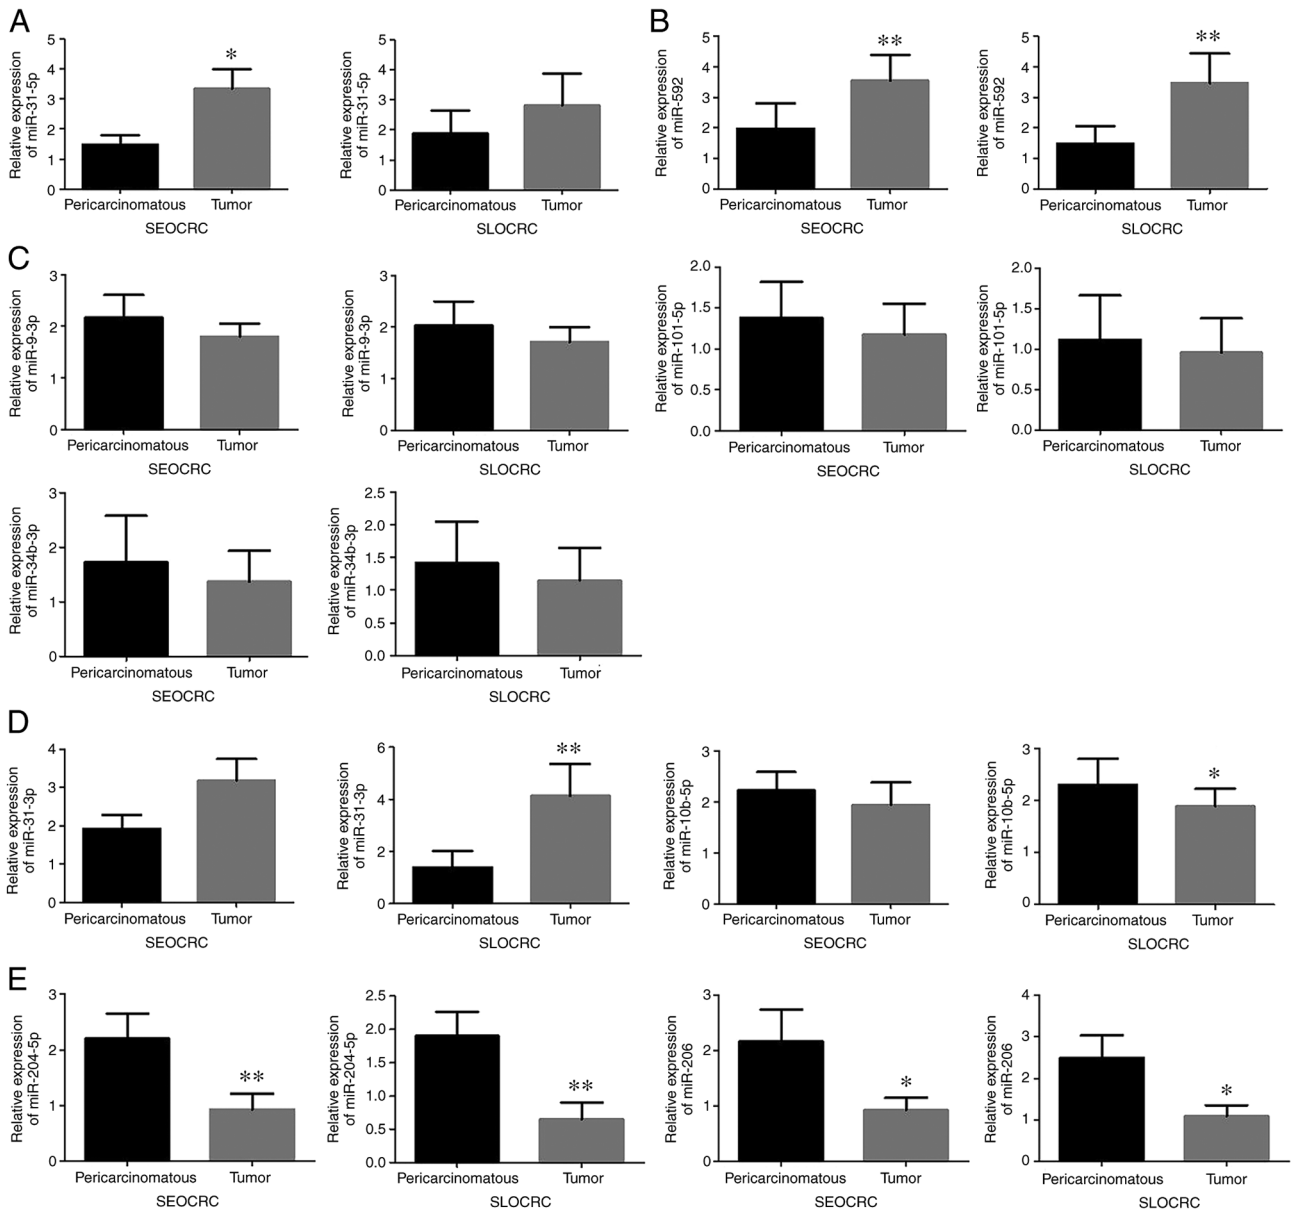 A
Relative expression
of miR-31-5p
5
4
3
2
1
0
*
Pericarcinomatous Tumor
SEOCRC
Relative expression
of miR-31-5p
5
4
3
2
1
0
Pericarcinomatous Tumor
SLOCRC
B
Relative expression
of miR-592
5
4
3
2
1
0
**
Pericarcinomatous Tumor
SEOCRC
Relative expression
of miR-592
5
4
3
2
1
0
**
Pericarcinomatous Tumor
SLOCRC
C
Relative expression
of miR-9-3p
3
2
1
0
Pericarcinomatous Tumor
SEOCRC
Relative expression
of miR-9-3p
3
2
1
0
Pericarcinomatous Tumor
SLOCRC
Relative expression
of miR-101-5p
2.0
1.5
1.0
0.5
0.0
Pericarcinomatous Tumor
SEOCRC
Relative expression
of miR-101-5p
2.0
1.5
1.0
0.5
0.0
Pericarcinomatous Tumor
SLOCRC
Relative expression
of miR-34b-3p
3
2
1
0
Pericarcinomatous Tumor
SEOCRC
Relative expression
of miR-34b-3p
2.5
2.0
1.5
1.0
0.5
0.0
Pericarcinomatous Tumor
SLOCRC
D
Relative expression
of miR-31-3p
4
3
2
1
0
Pericarcinomatous Tumor
SEOCRC
Relative expression
of miR-31-3p
6
4
2
0
**
Pericarcinomatous Tumor
SLOCRC
Relative expression
of miR-10b-5p
3
2
1
0
Pericarcinomatous Tumor
SEOCRC
Relative expression
of miR-10b-5p
3
2
1
0
*
Pericarcinomatous Tumor
SLOCRC
E
Relative expression
of miR-204-5p
3
2
1
0
**
Pericarcinomatous Tumor
SEOCRC
Relative expression
of miR-204-5p
2.5
2.0
1.5
1.0
0.5
0.0
**
Pericarcinomatous Tumor
SLOCRC
Relative expression
of miR-206
3
2
1
0
*
Pericarcinomatous Tumor
SEOCRC
Relative expression
of miR-206
4
3
2
1
0
*
Pericarcinomatous Tumor
SLOCRC